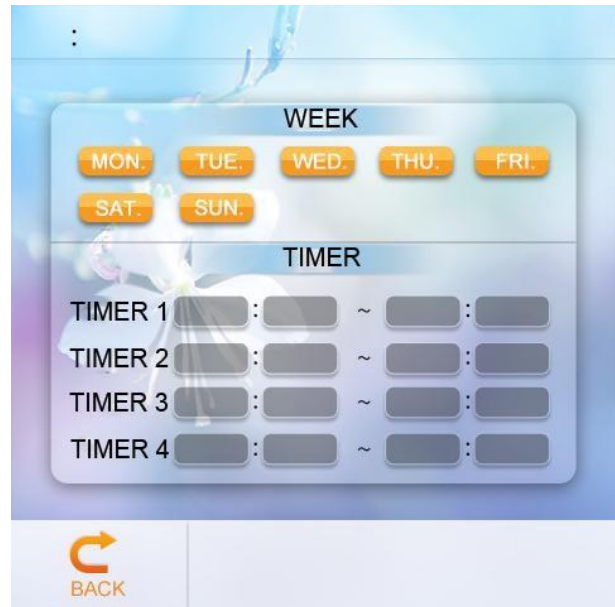 :
WEEK
MON. TUE. WED. THU. FRI.
SAT. SUN.
TIMER
TIMER 1 : ~ :
TIMER 2 : ~ :
TIMER 3 : ~ :
TIMER 4 : ~ :
BACK